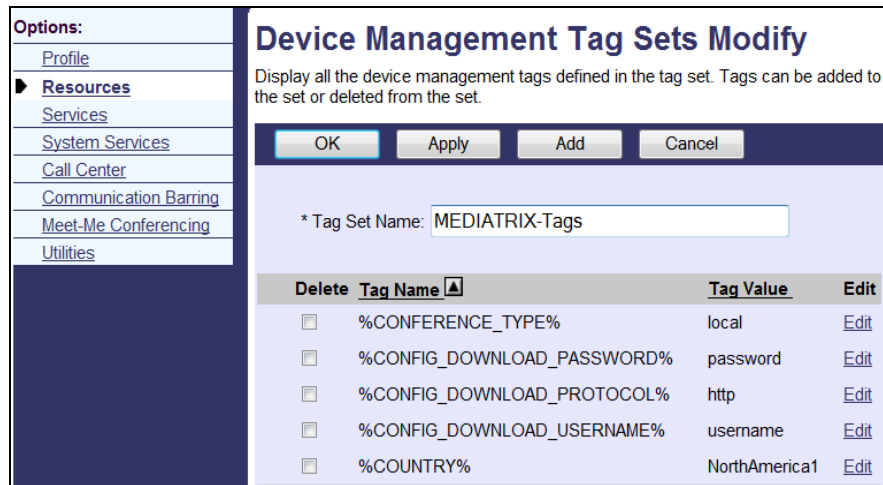 Options:
Profile
Resources
Services
System Services
Call Center
Communication Barring
Meet-Me Conferencing
Utilities
Device Management Tag Sets Modify
Display all the device management tags defined in the tag set. Tags can be added to
the set or deleted from the set.
OK Apply Add Cancel
* Tag Set Name: MEDIATRIX-Tags
Delete Tag Name Tag Value Edit
%CONFERENCE_TYPE% local Edit
%CONFIG_DOWNLOAD_PASSWORD% password Edit
%CONFIG_DOWNLOAD_PROTOCOL% http Edit
%CONFIG_DOWNLOAD_USERNAME% username Edit
%COUNTRY% NorthAmerica1 Edit